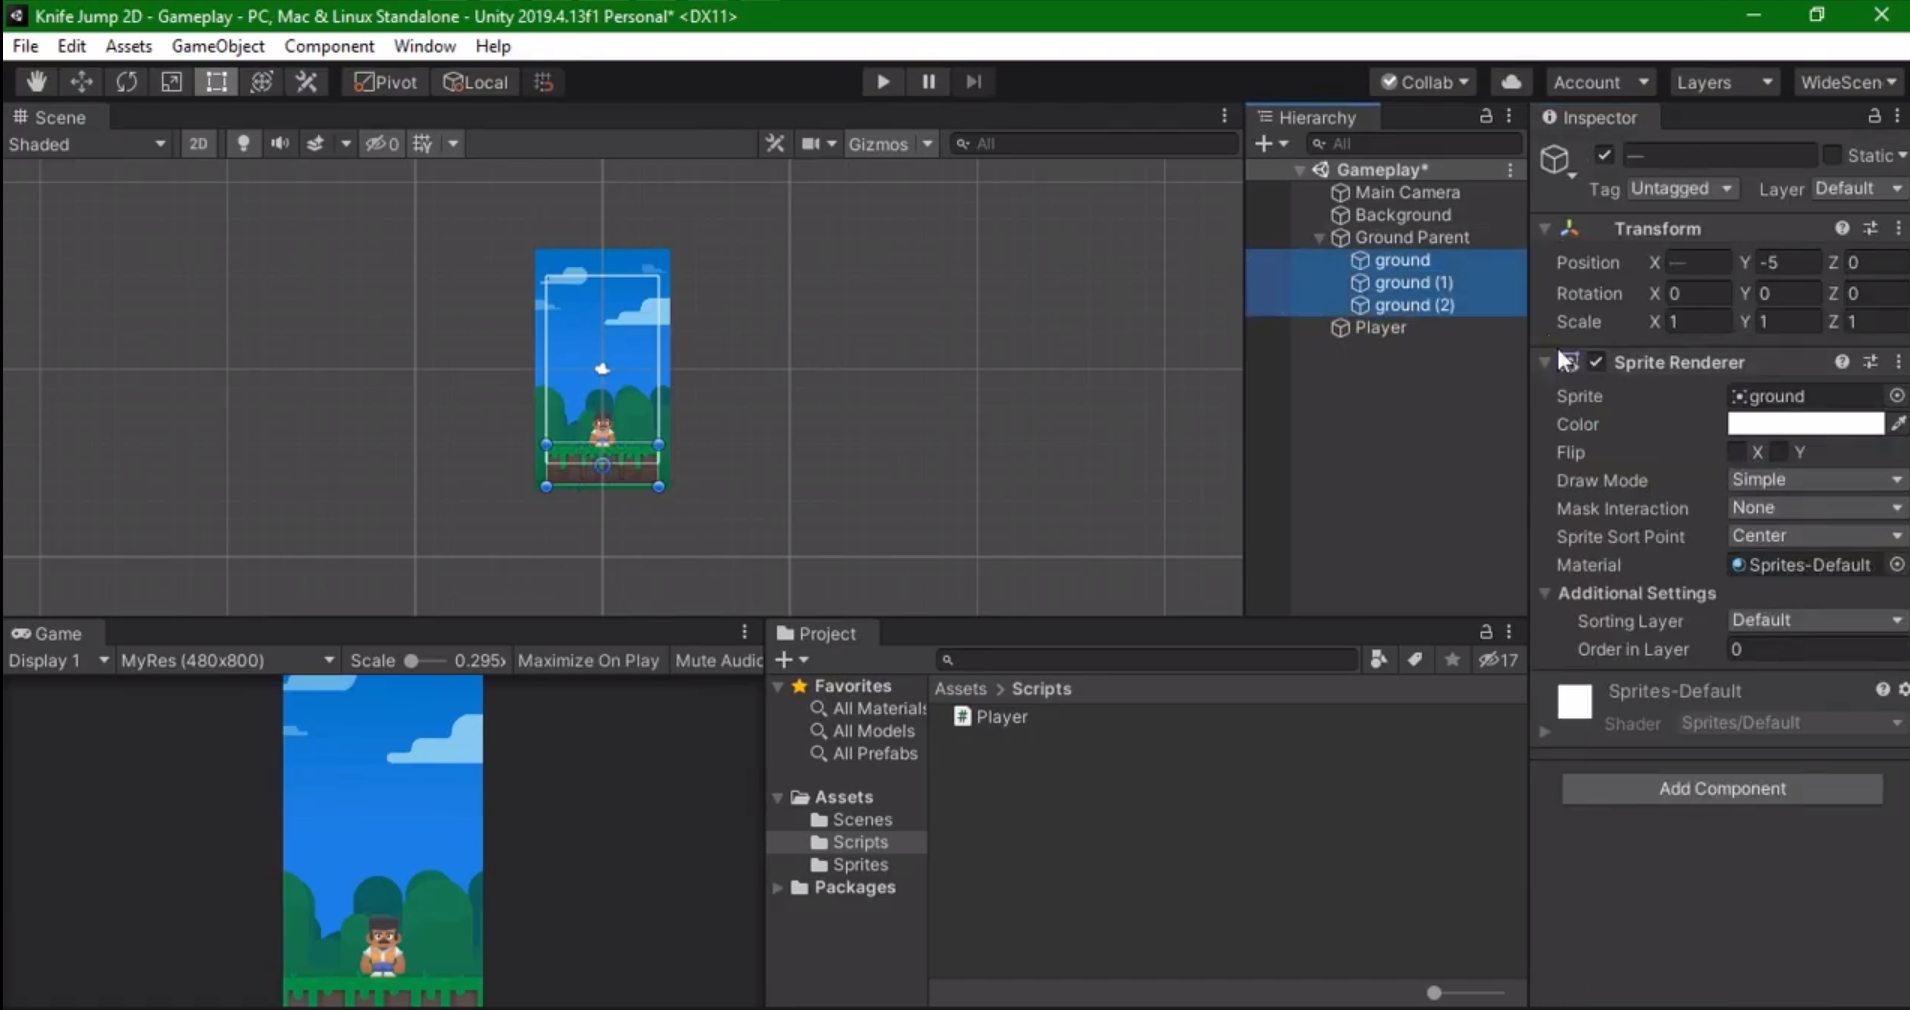 Knife Jump 2D - Gameplay - PC, Mac & Linux Standalone - Unity 2019.4.13f1 Personal* <DX11>
File Edit Assets GameObject Component Window Help
Pivot Local Collab Account Layers WideScen
Scene
Shaded 2D 0 Gizmos All
Hierarchy
All
Gameplay*
Main Camera
Background
Ground Parent
ground
ground (1)
ground (2)
Player
Inspector
— Static
Tag Untagged Layer Default
Transform
Position X — Y -5 Z 0
Rotation X 0 Y 0 Z 0
Scale X 1 Y 1 Z 1
Sprite Renderer
Sprite ground
Color
Flip X Y
Draw Mode Simple
Mask Interaction None
Sprite Sort Point Center
Material Sprites-Default
Additional Settings
Sorting Layer Default
Order in Layer 0
Sprites-Default
Shader Sprites/Default
Add Component
Game
Display 1 MyRes (480x800) Scale 0.295x Maximize On Play Mute Audic
Project
17
Favorites
All Materials
All Models
All Prefabs
Assets
Scenes
Scripts
Sprites
Packages
Assets > Scripts
Player